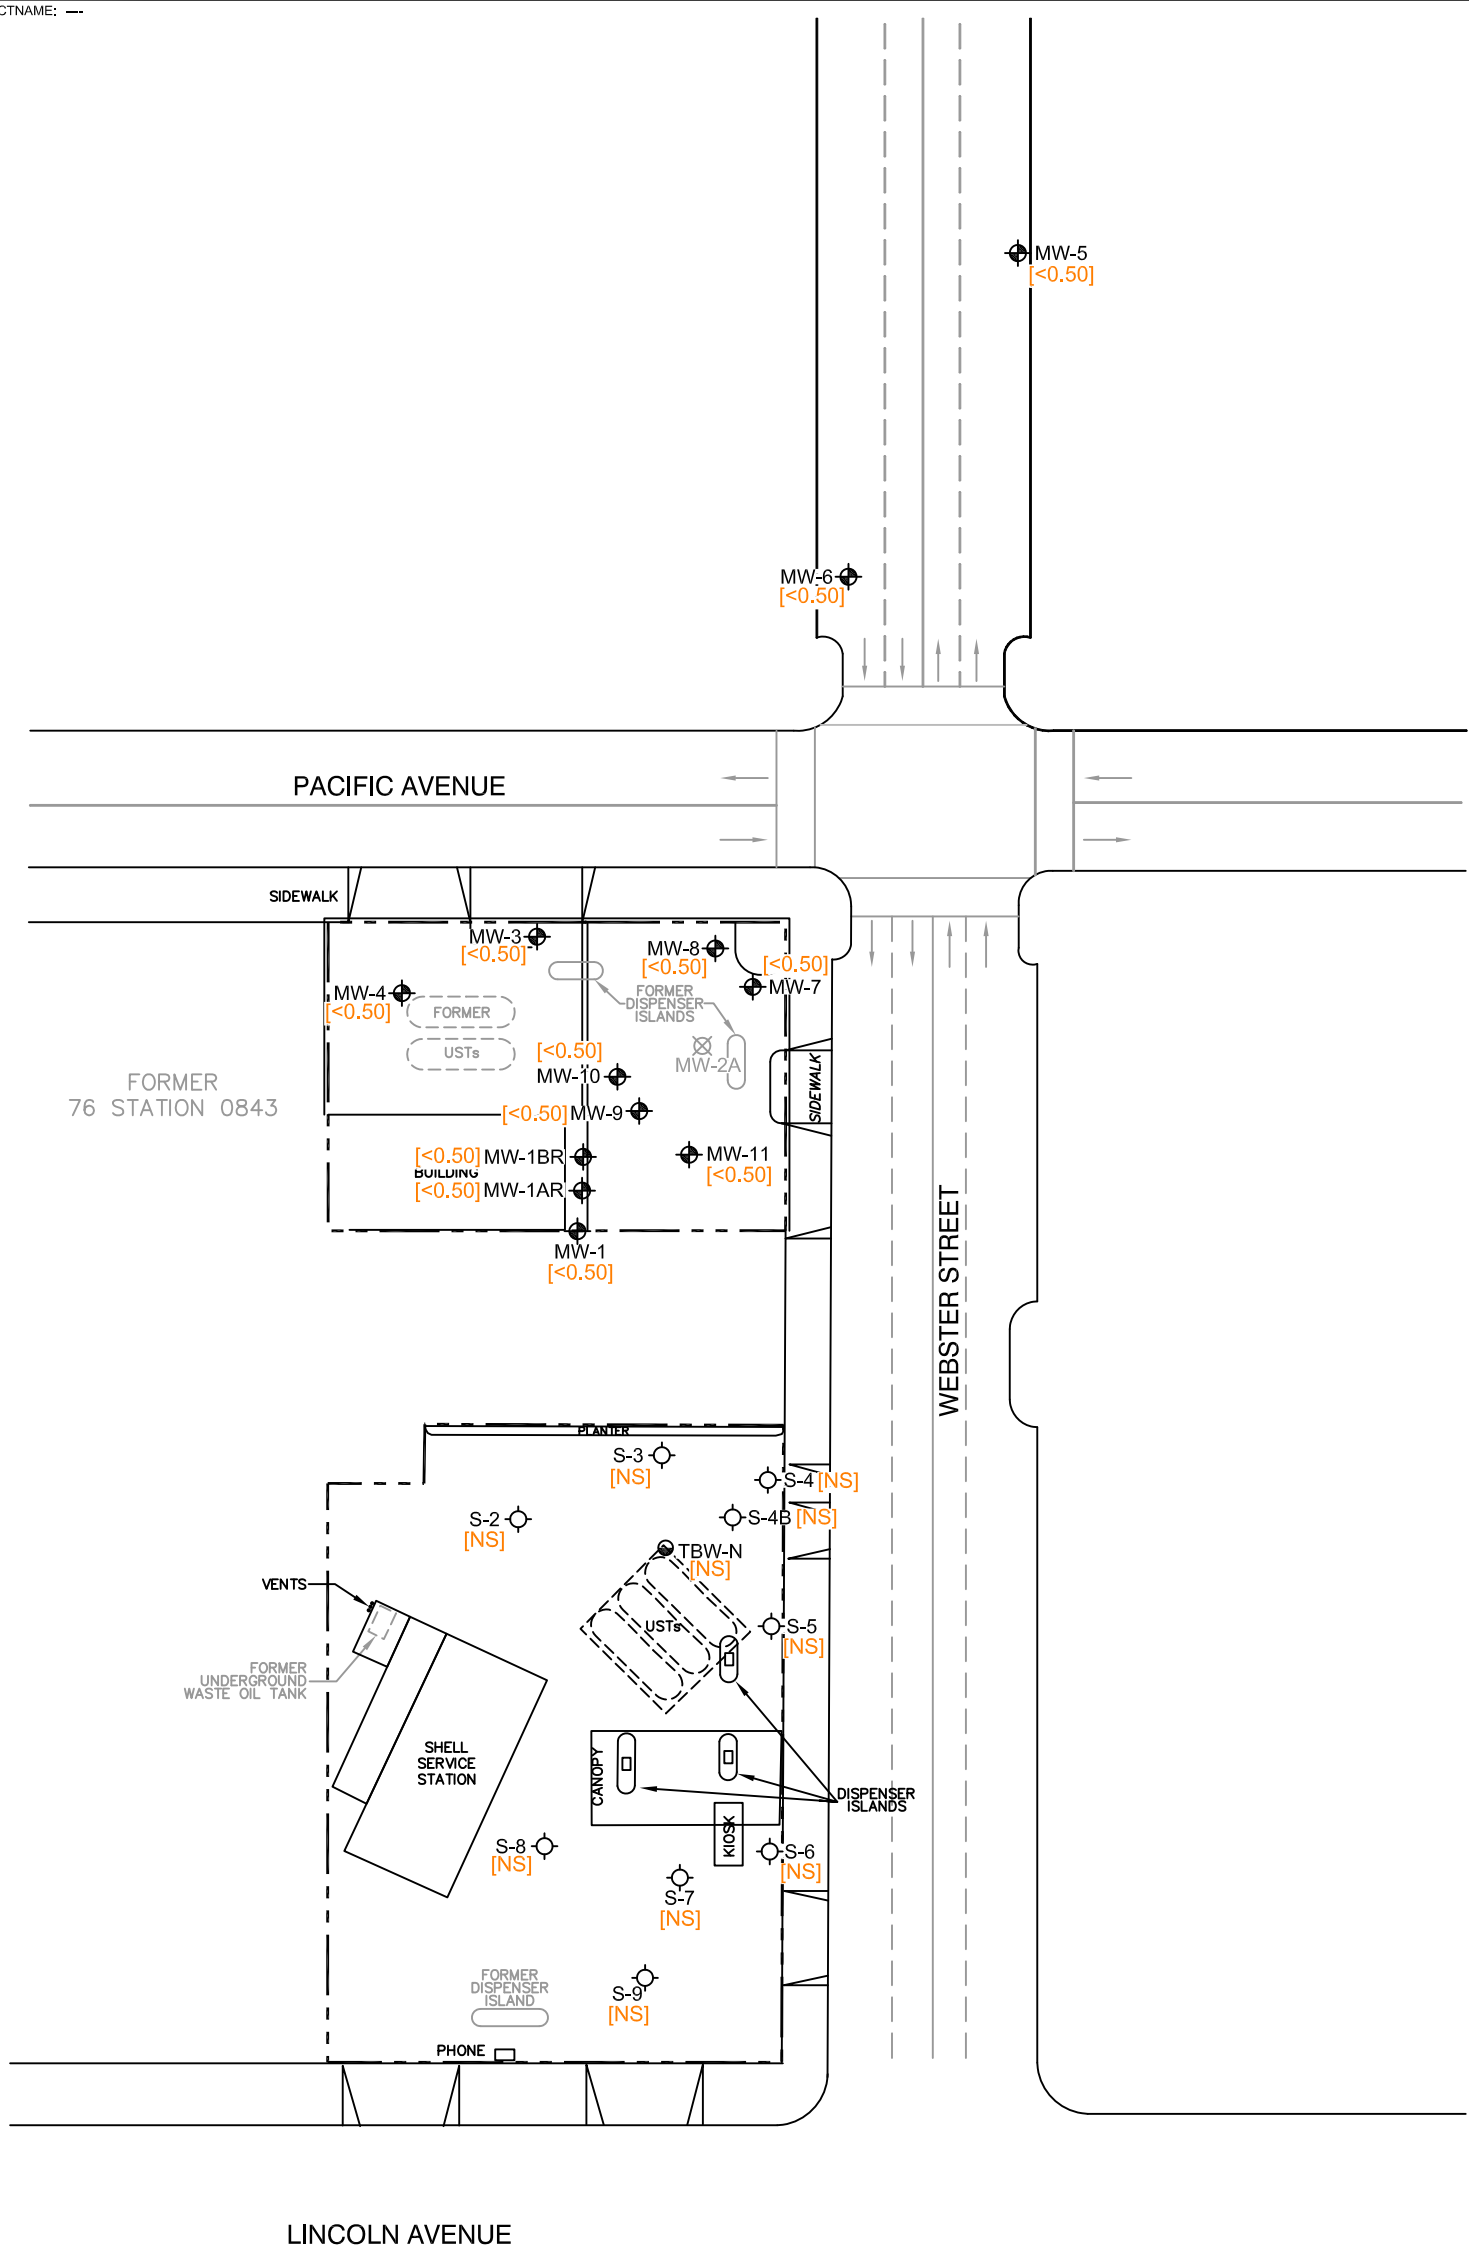 CTNAME: ---
MW-5
[<0.50]
MW-6
[<0.50]
PACIFIC AVENUE
SIDEWALK
MW-3
[<0.50]
MW-8
[<0.50]
[<0.50]
MW-7
MW-4
[<0.50]
FORMER
USTs
FORMER
DISPENSER
ISLANDS
MW-2A
[<0.50]
MW-10
[<0.50] MW-9
SIDEWALK
FORMER
76 STATION 0843
[<0.50] MW-1BR
BUILDING
[<0.50] MW-1AR
MW-11
[<0.50]
MW-1
[<0.50]
WEBSTER STREET
PLANTER
S-3
[NS]
S-4 [NS]
S-2
[NS]
S-4B [NS]
TBW-N
[NS]
VENTS
USTs
S-5
[NS]
FORMER
UNDERGROUND
WASTE OIL TANK
SHELL
SERVICE
STATION
CANOPY
DISPENSER
ISLANDS
KIOSK
S-8
[NS]
S-6
[NS]
S-7
[NS]
FORMER
DISPENSER
ISLAND
S-9
[NS]
PHONE
LINCOLN AVENUE